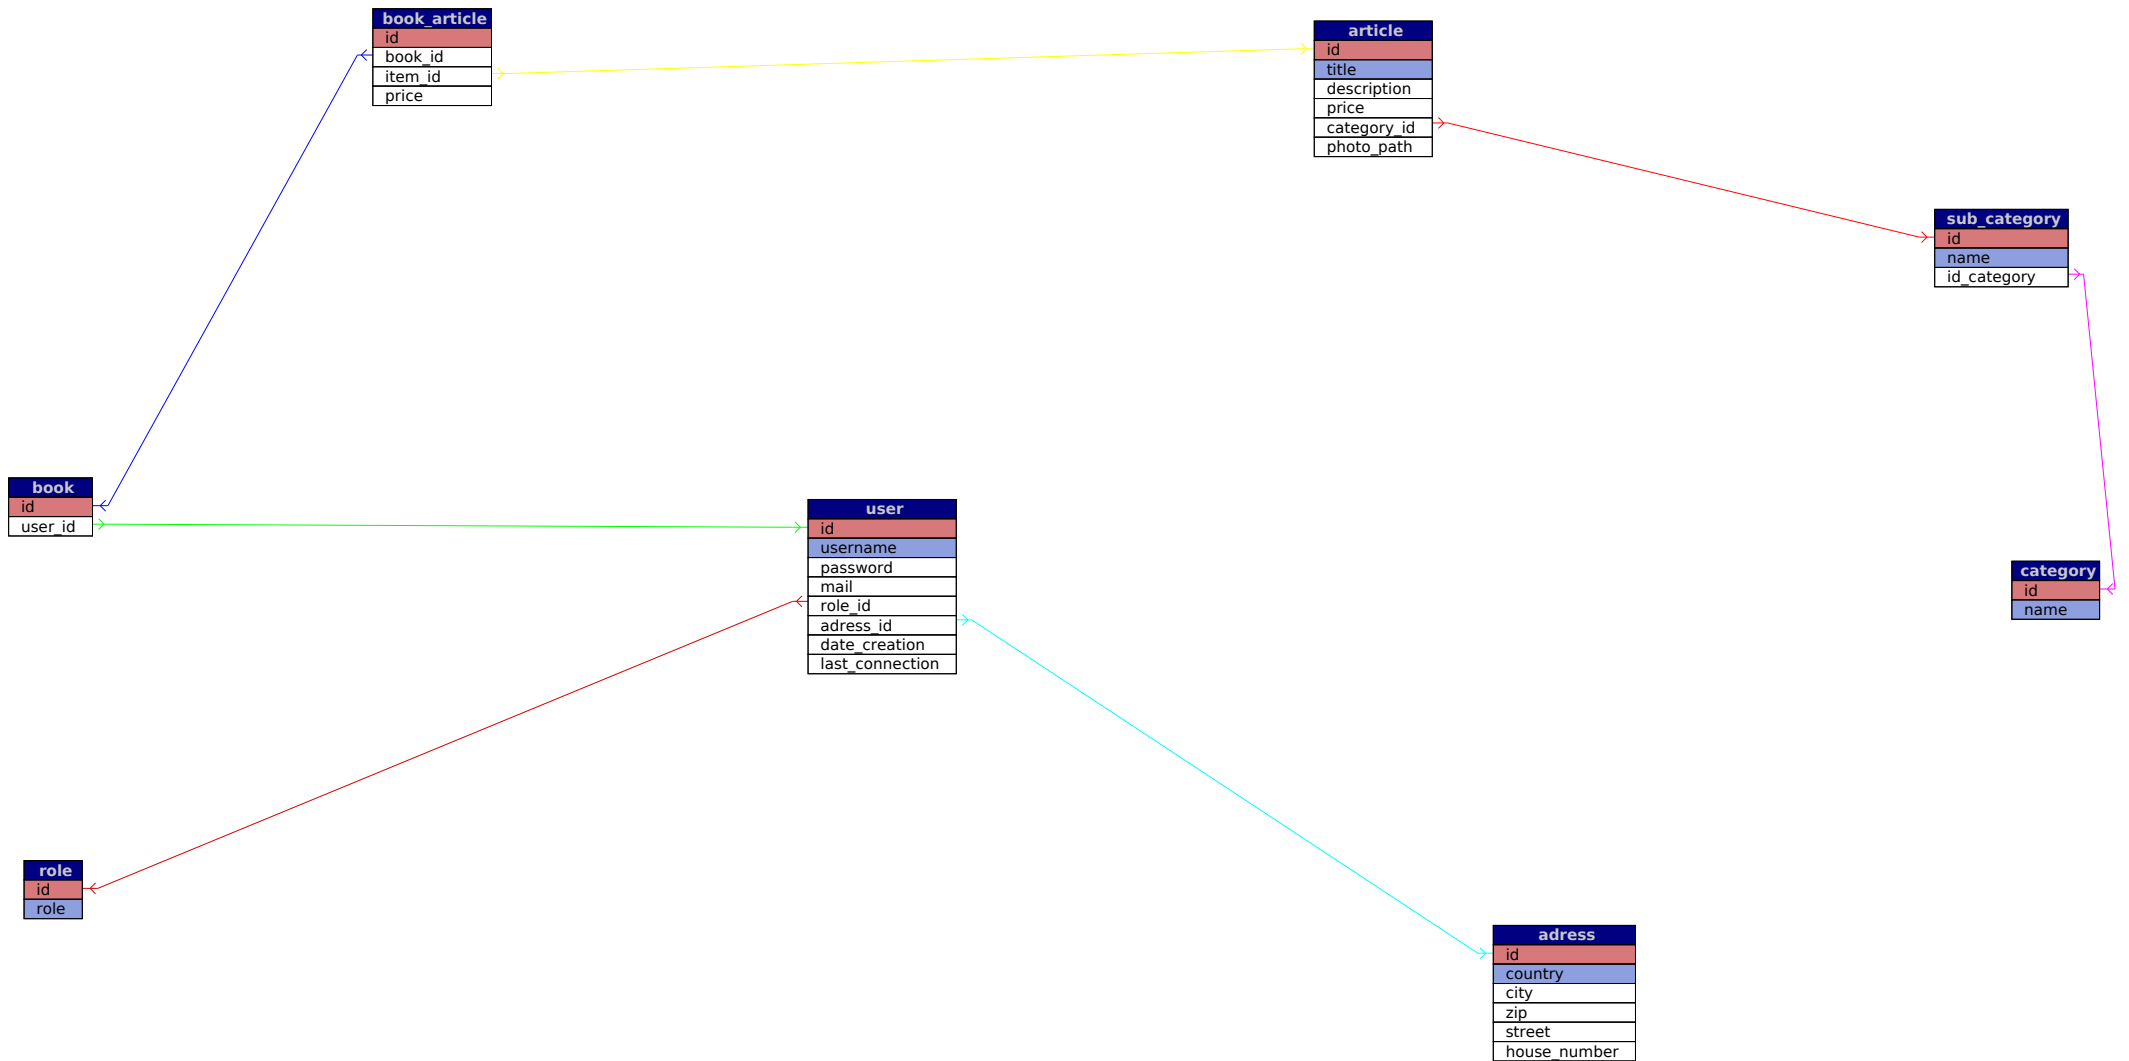 book_article
id
book_id
item_id
price
article
id
title
description
price
category_id
photo_path
sub_category
id
name
id_category
book
id
user_id
user
id
username
password
mail
role_id
adress_id
date_creation
last_connection
category
id
name
role
id
role
adress
id
country
city
zip
street
house_number